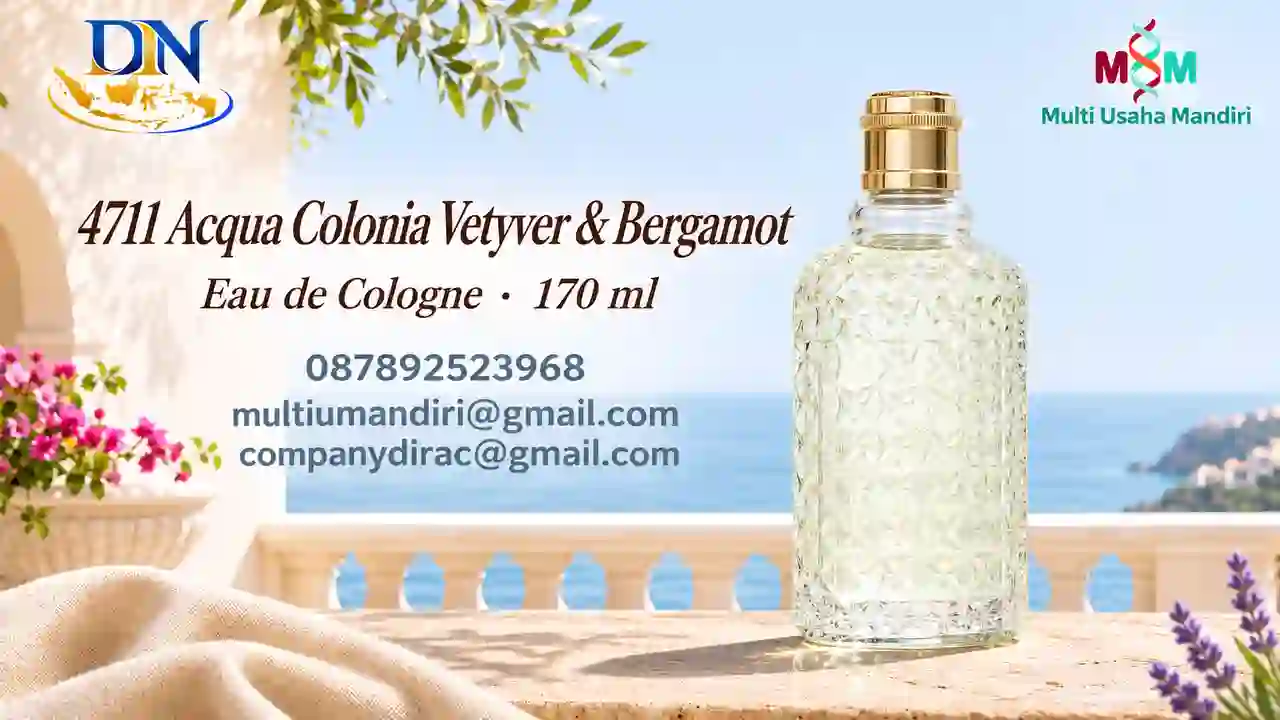 DN
MM
Multi Usaha Mandiri
4711 Acqua Colonia Vetyver & Bergamot
Eau de Cologne · 170 ml
087892523968
multiumandiri@gmail.com
companydirac@gmail.com